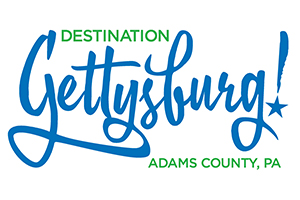 DESTINATION
Gettysburg!
ADAMS COUNTY, PA